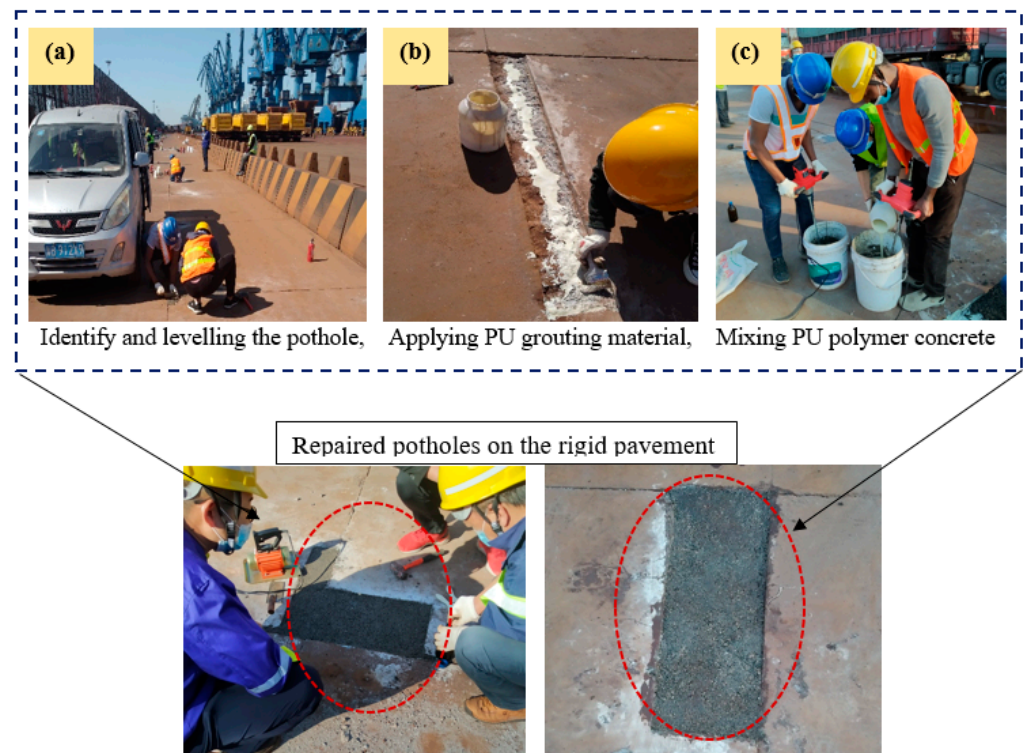 (a)
(b)
(c)
Identify and levelling the pothole,
Applying PU grouting material,
Mixing PU polymer concrete
Repaired potholes on the rigid pavement